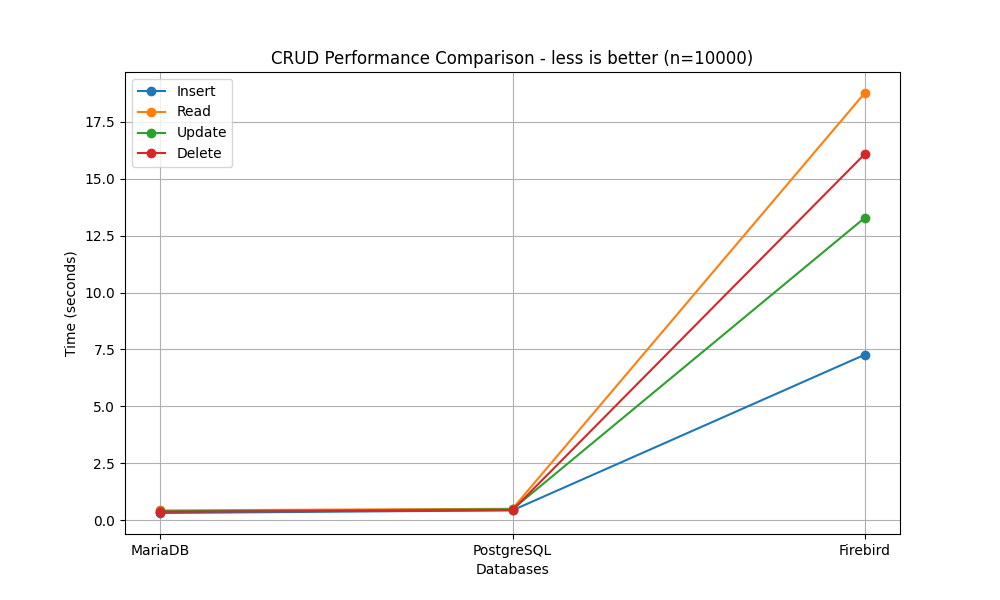 CRUD Performance Comparison - less is better (n=10000)
Insert
Read
Update
Delete
17.5
15.0
12.5
10.0
7.5
5.0
2.5
0.0
Time (seconds)
MariaDB
PostgreSQL
Firebird
Databases